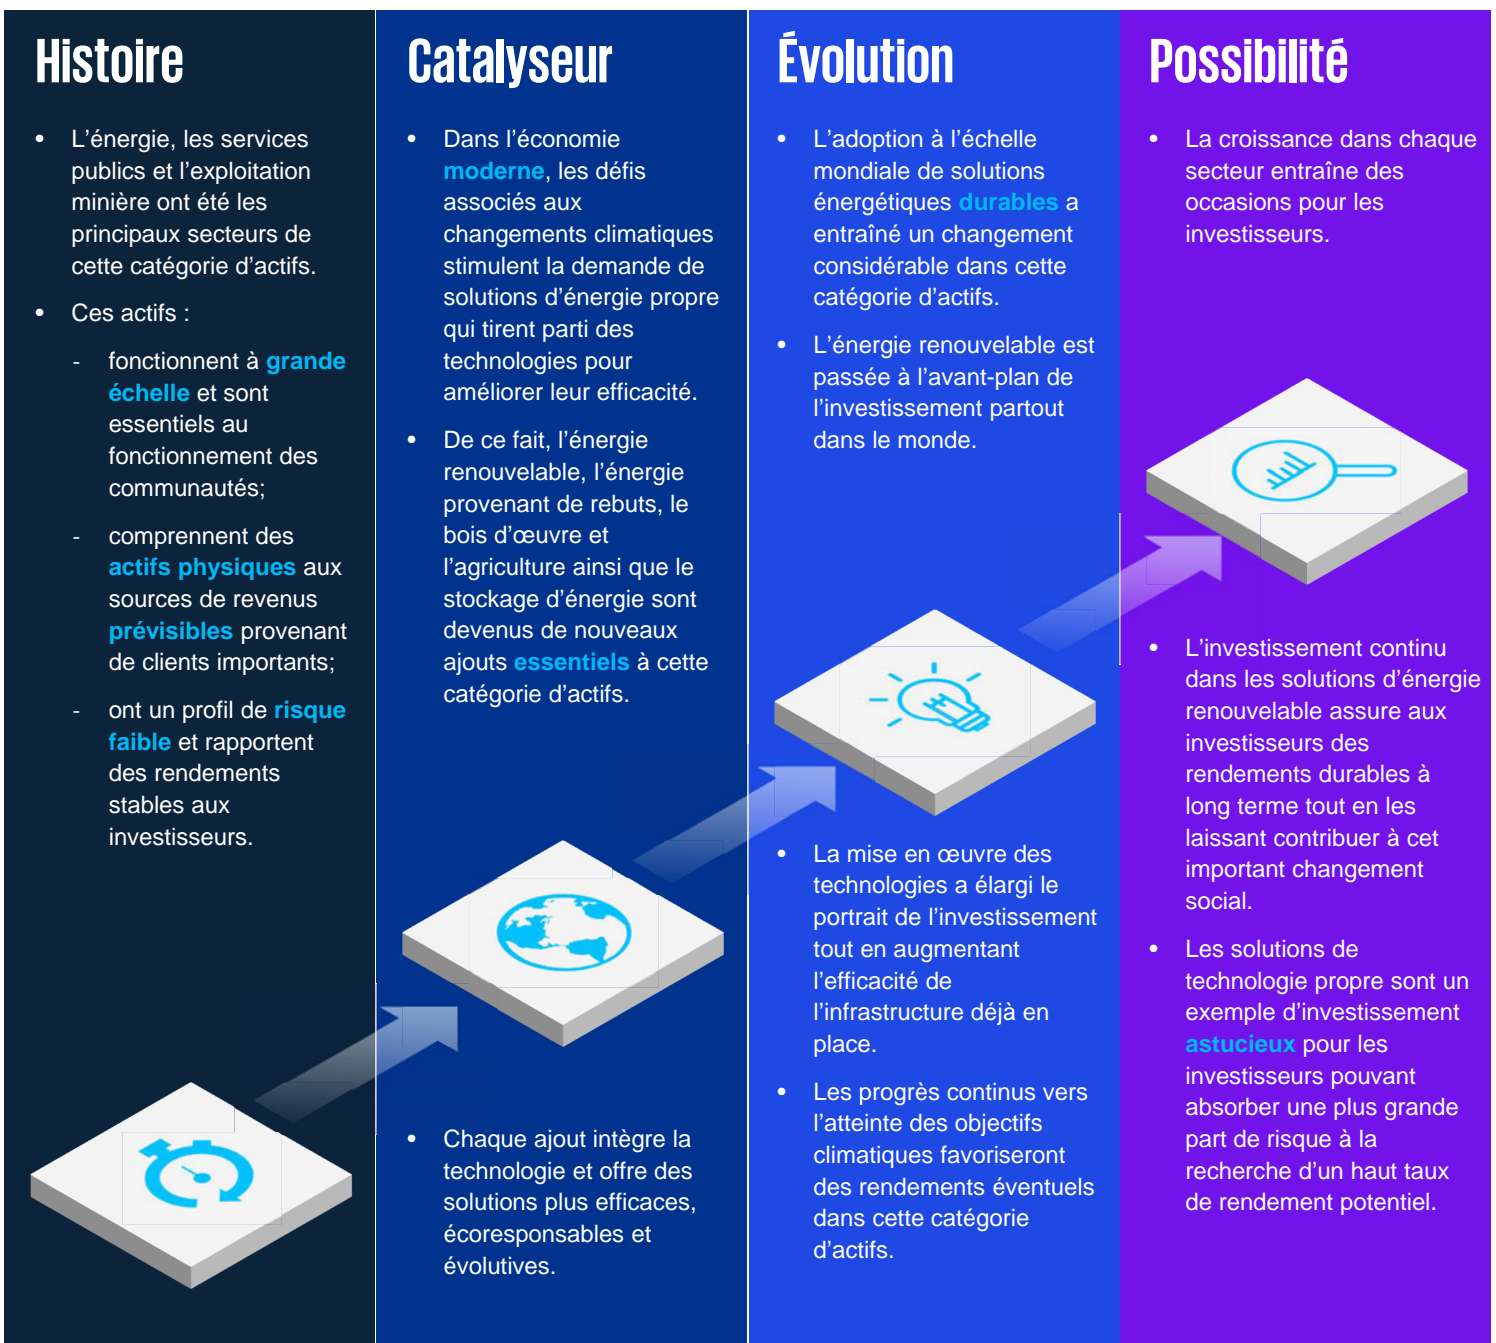 Histoire
• L'énergie, les services
publics et l'exploitation
minière ont été les
principaux secteurs de
cette catégorie d'actifs.
• Ces actifs :
- fonctionnent à grande
échelle et sont
essentiels au
fonctionnement des
communautés;
- comprennent des
actifs physiques aux
sources de revenus
prévisibles provenant
de clients importants;
- ont un profil de risque
faible et rapportent
des rendements
stables aux
investisseurs.
Catalyseur
• Dans l'économie
moderne, les défis
associés aux
changements climatiques
stimulent la demande de
solutions d'énergie propre
qui tirent parti des
technologies pour
améliorer leur efficacité.
• De ce fait, l'énergie
renouvelable, l'énergie
provenant de rebuts, le
bois d'œuvre et
l'agriculture ainsi que le
stockage d'énergie sont
devenus de nouveaux
ajouts essentiels à cette
catégorie d'actifs.
• Chaque ajout intègre la
technologie et offre des
solutions plus efficaces,
écoresponsables et
évolutives.
Évolution
• L'adoption à l'échelle
mondiale de solutions
énergétiques durables a
entraîné un changement
considérable dans cette
catégorie d'actifs.
• L'énergie renouvelable est
passée à l'avant-plan de
l'investissement partout
dans le monde.
• La mise en œuvre des
technologies a élargi le
portrait de l'investissement
tout en augmentant
l'efficacité de
l'infrastructure déjà en
place.
• Les progrès continus vers
l'atteinte des objectifs
climatiques favoriseront
des rendements éventuels
dans cette catégorie
d'actifs.
Possibilité
• La croissance dans chaque
secteur entraîne des
occasions pour les
investisseurs.
• L'investissement continu
dans les solutions d'énergie
renouvelable assure aux
investisseurs des
rendements durables à
long terme tout en les
laissant contribuer à cet
important changement
social.
• Les solutions de
technologie propre sont un
exemple d'investissement
astucieux pour les
investisseurs pouvant
absorber une plus grande
part de risque à la
recherche d'un haut taux
de rendement potentiel.